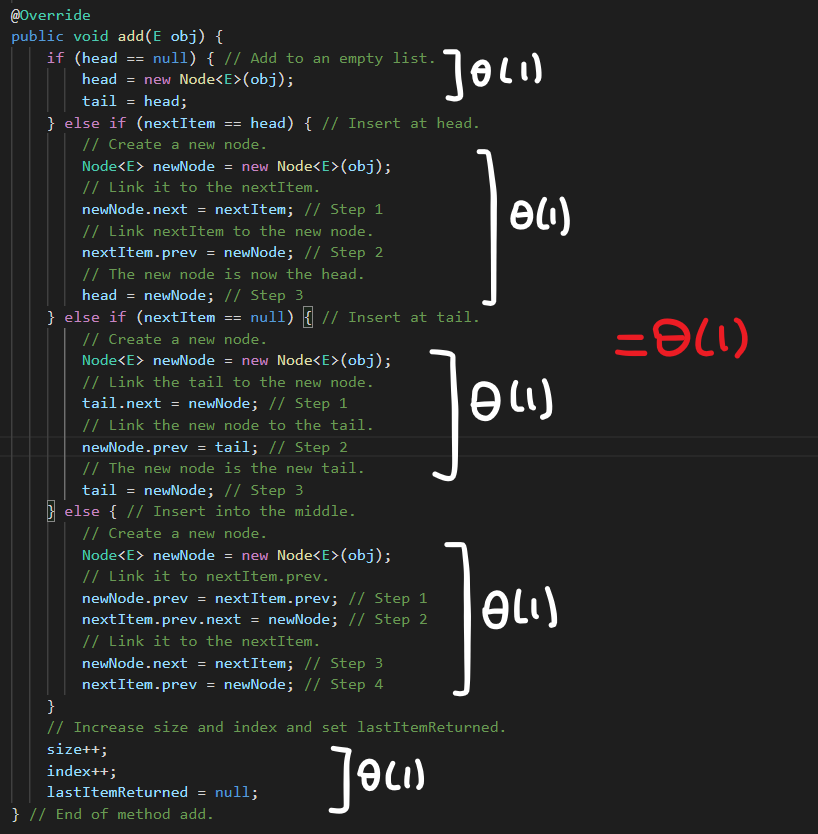 @Override
public void add(E obj) {
if (head == null) { // Add to an empty list.
head = new Node<E>(obj); θ(1)
tail = head;
} else if (nextItem == head) { // Insert at head.
// Create a new node.
Node<E> newNode = new Node<E>(obj);
// Link it to the nextItem.
newNode.next = nextItem; // Step 1 θ(1)
// Link nextItem to the new node.
nextItem.prev = newNode; // Step 2
// The new node is now the head.
head = newNode; // Step 3
} else if (nextItem == null) { // Insert at tail.
// Create a new node. =θ(1)
Node<E> newNode = new Node<E>(obj);
// Link the tail to the new node.
tail.next = newNode; // Step 1 θ(1)
// Link the new node to the tail.
newNode.prev = tail; // Step 2
// The new node is the new tail.
tail = newNode; // Step 3
} else { // Insert into the middle.
// Create a new node.
Node<E> newNode = new Node<E>(obj);
// Link it to nextItem.prev.
newNode.prev = nextItem.prev; // Step 1 θ(1)
nextItem.prev.next = newNode; // Step 2
// Link it to the nextItem.
newNode.next = nextItem; // Step 3
nextItem.prev = newNode; // Step 4
}
// Increase size and index and set lastItemReturned.
size++;
index++; θ(1)
lastItemReturned = null;
} // End of method add.